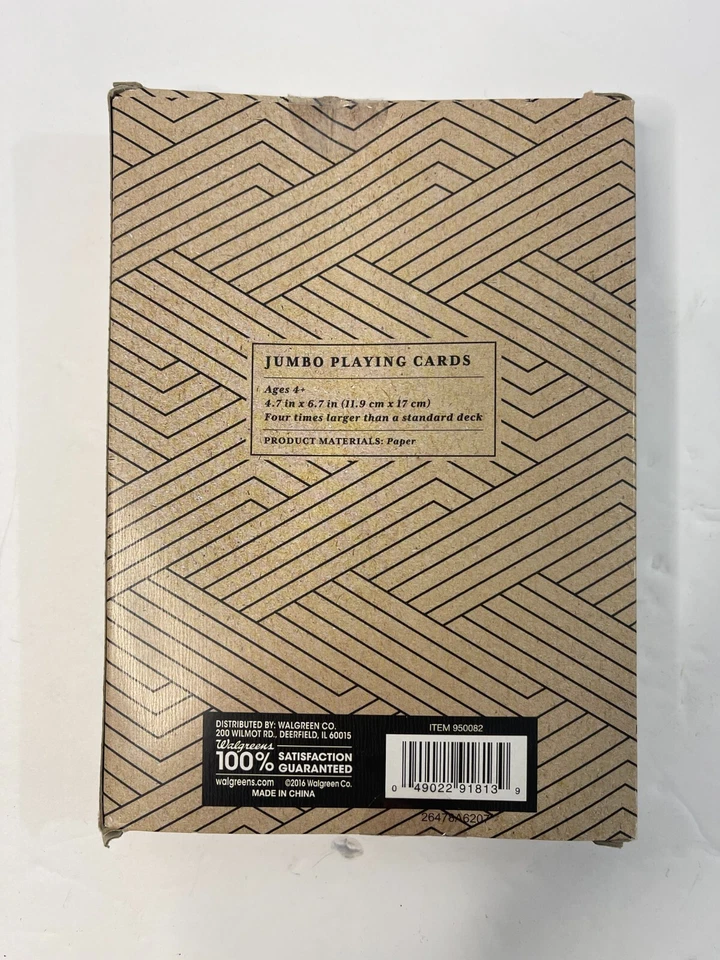 JUMBO PLAYING CARDS
Ages 4+
4.7 in x 6.7 in (11.9 cm x 17 cm)
Four times larger than a standard deck
PRODUCT MATERIALS: Paper
DISTRIBUTED BY: WALGREEN CO.
200 WILMOT RD., DEERFIELD, IL 60015
Walgreens
100% SATISFACTION GUARANTEED
walgreens.com ©2016 Walgreen Co.
MADE IN CHINA
ITEM 950082
0 49022 91813 9
26478A6207